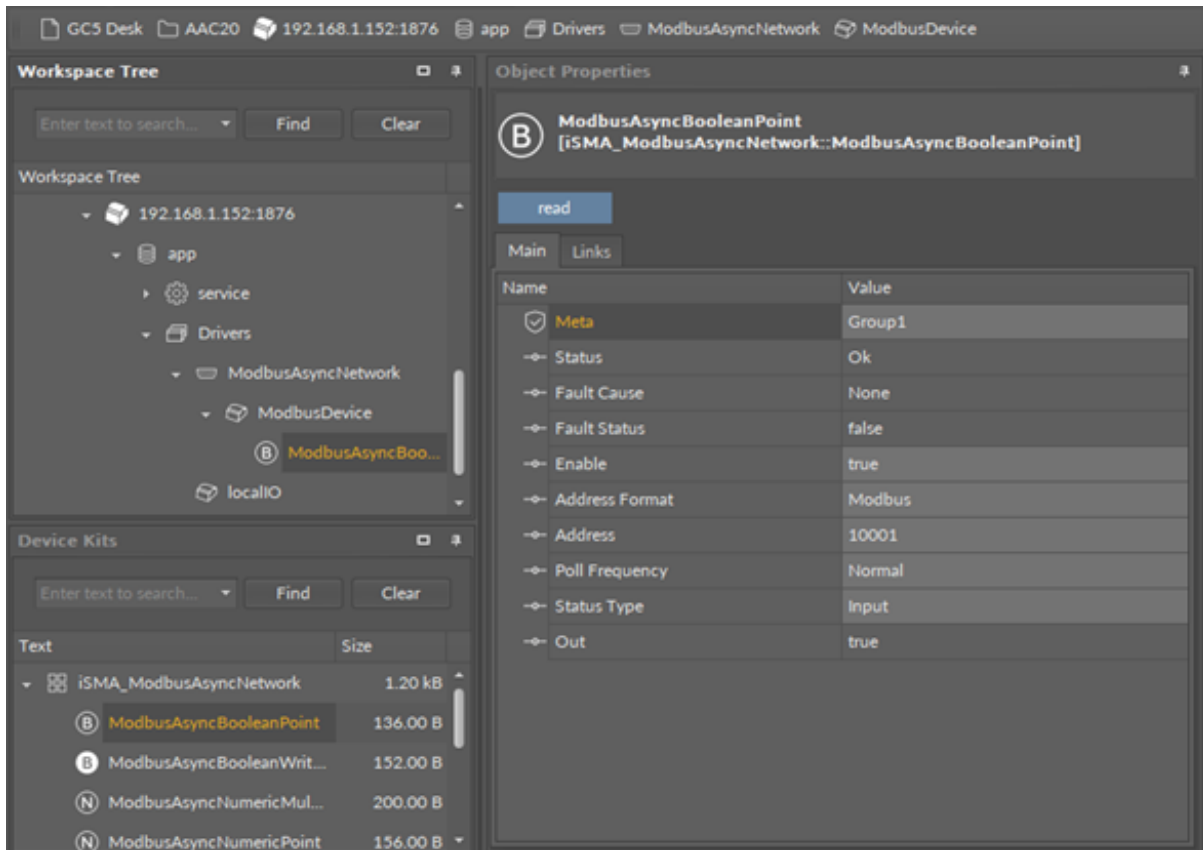 GC5 Desk AAC20 192.168.1.152:1876 app Drivers ModbusAsyncNetwork ModbusDevice
Workspace Tree
Enter text to search... Find Clear
Workspace Tree
192.168.1.152:1876
app
service
Drivers
ModbusAsyncNetwork
ModbusDevice
B ModbusAsyncBoo...
localIO
Device Kits
Enter text to search... Find Clear
Text Size
iSMA_ModbusAsyncNetwork 1.20 kB
B ModbusAsyncBooleanPoint 136.00 B
B ModbusAsyncBooleanWrit... 152.00 B
N ModbusAsyncNumericMul... 200.00 B
N ModbusAsyncNumericPoint 156.00 B
Object Properties
B ModbusAsyncBooleanPoint
[iSMA_ModbusAsyncNetwork::ModbusAsyncBooleanPoint]
read
Main Links
Name Value
Meta Group1
Status Ok
Fault Cause None
Fault Status false
Enable true
Address Format Modbus
Address 10001
Poll Frequency Normal
Status Type Input
Out true